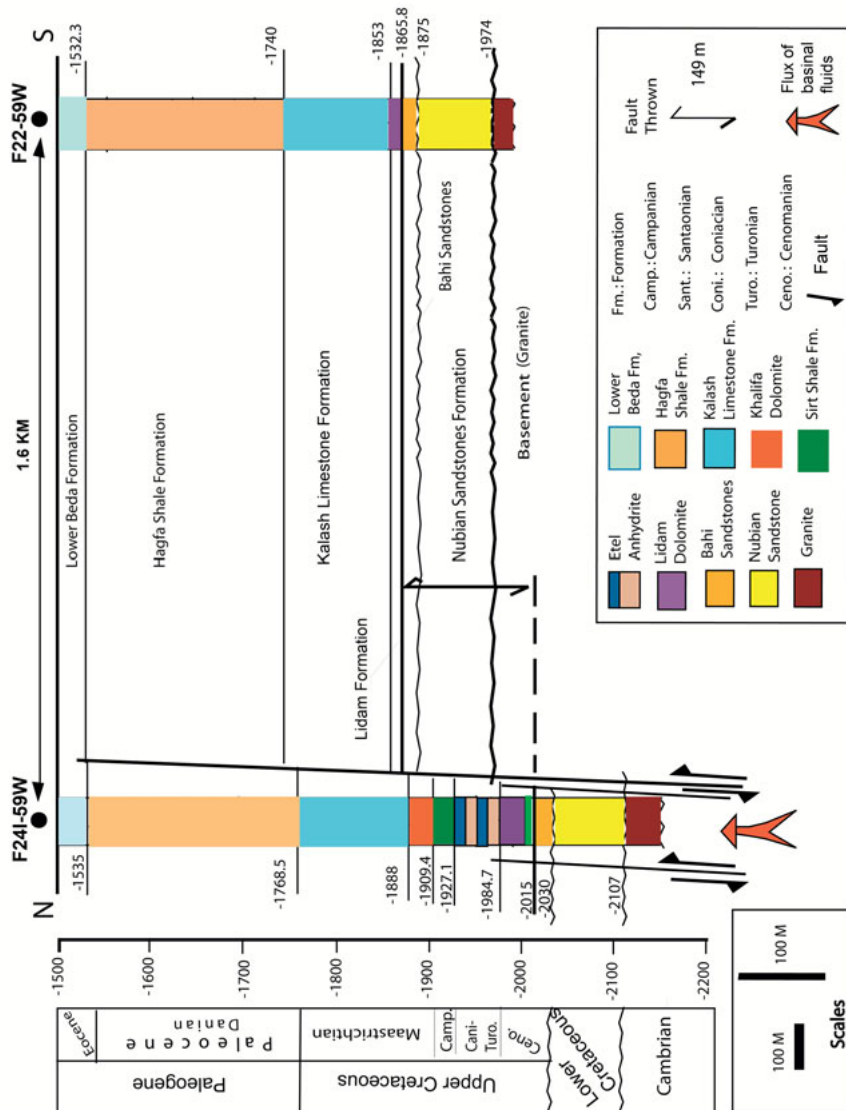 N
S
F24I-59W
1.6 KM
F22-59W
-1535
-1768.5
-1888
-1909.4
-1927.1
-1984.7
-2015
-2030
-2107
-1532.3
-1740
-1853
-1865.8
-1875
-1974
Lower Beda Formation
Hagfa Shale Formation
Kalash Limestone Formation
Lidam Formation
Bahi Sandstones
Nubian Sandstones Formation
Basement (Granite)
-1500
-1600
-1700
-1800
-1900
-2000
-2100
-2200
Eocene
Paleocene
Danian
Maastrichtian
Camp.
Cani-
Turo.
Ceno.
Lower
Cretaceous
Cambrian
Paleogene
Upper Cretaceous
100 M
100 M
Scales
Etel
Anhydrite
Lidam
Dolomite
Bahi
Sandstones
Nubian
Sandstone
Granite
Lower
Beda Fm,
Hagfa
Shale Fm.
Kalash
Limestone Fm.
Khalifa
Dolomite
Sirt Shale Fm.
Fm.: Formation
Camp.: Campanian
Sant.: Santaonian
Coni.: Coniacian
Turo.: Turonian
Ceno.: Cenomanian
Fault
Fault
Thrown
149 m
Flux of
basinal
fluids